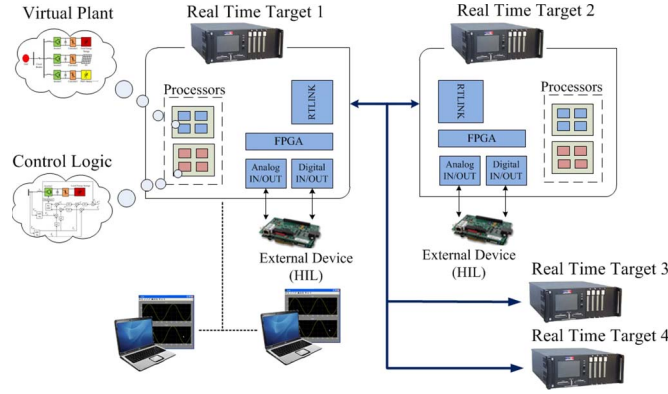 Virtual Plant
Real Time Target 1
Real Time Target 2
Processors
RTLINK
FPGA
Analog
IN/OUT
Digital
IN/OUT
RTLINK
Processors
FPGA
Analog
IN/OUT
Digital
IN/OUT
Control Logic
External Device
(HIL)
External Device
(HIL)
Real Time Target 3
Real Time Target 4